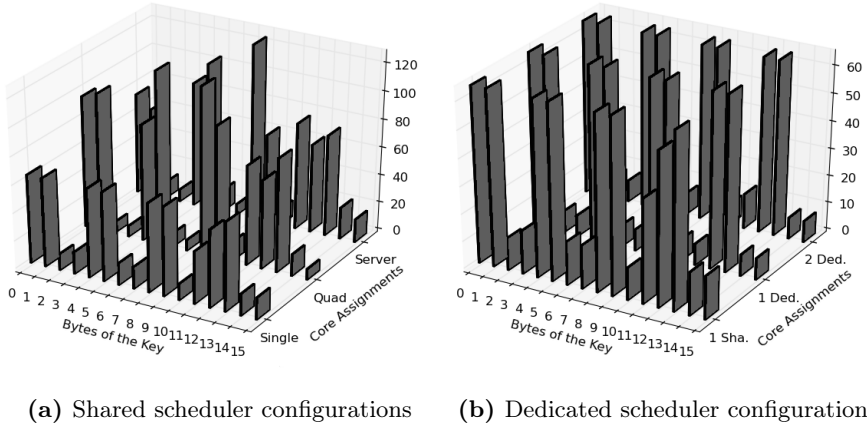 120
100
80
60
40
20
0
0 1 2 3 4 5 6 7 8 9 10 11 12 13 14 15
Bytes of the Key
Single
Quad
Server
Core Assignments
60
50
40
30
20
10
0
0 1 2 3 4 5 6 7 8 9 10 11 12 13 14 15
Bytes of the Key
1 Sha.
1 Ded.
2 Ded.
Core Assignments
(a) Shared scheduler configurations
(b) Dedicated scheduler configuration